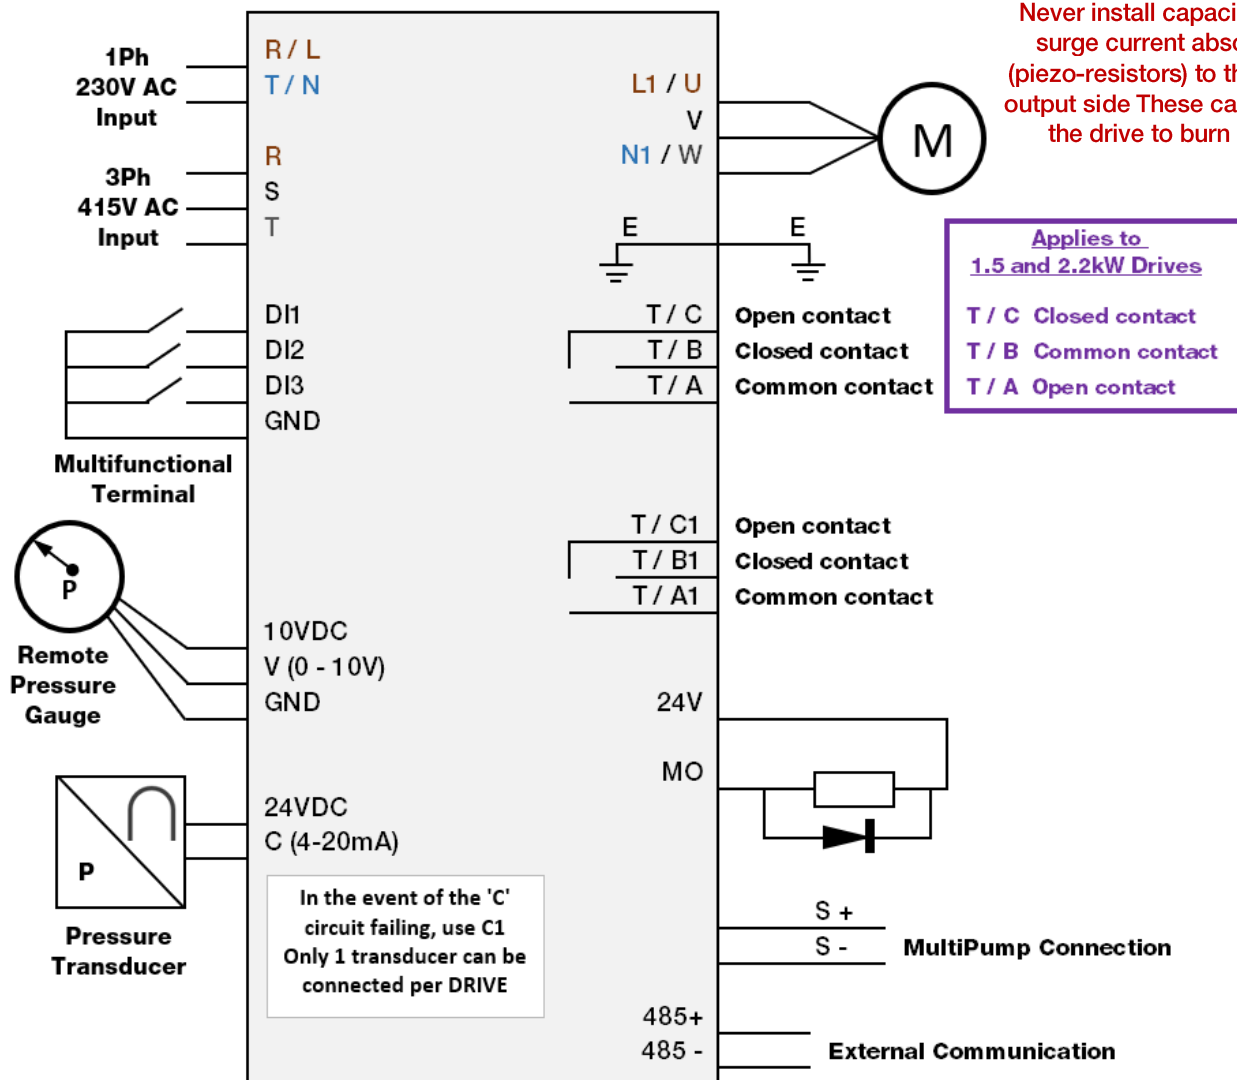 Never install capaci
surge current abso
(piezo-resistors) to th
output side These ca
the drive to burn
1Ph
230V AC
Input
R / L
T / N
3Ph
415V AC
Input
R
S
T
L1 / U
V
N1 / W
M
E
E
Applies to
1.5 and 2.2kW Drives
T / C Closed contact
T / B Common contact
T / A Open contact
DI1
DI2
DI3
GND
Multifunctional
Terminal
T / C Open contact
T / B Closed contact
T / A Common contact
T / C1 Open contact
T / B1 Closed contact
T / A1 Common contact
P
Remote
Pressure
Gauge
10VDC
V (0 - 10V)
GND
24V
MO
P
Pressure
Transducer
24VDC
C (4-20mA)
In the event of the 'C'
circuit failing, use C1
Only 1 transducer can be
connected per DRIVE
S +
S -
MultiPump Connection
485+
485 -
External Communication